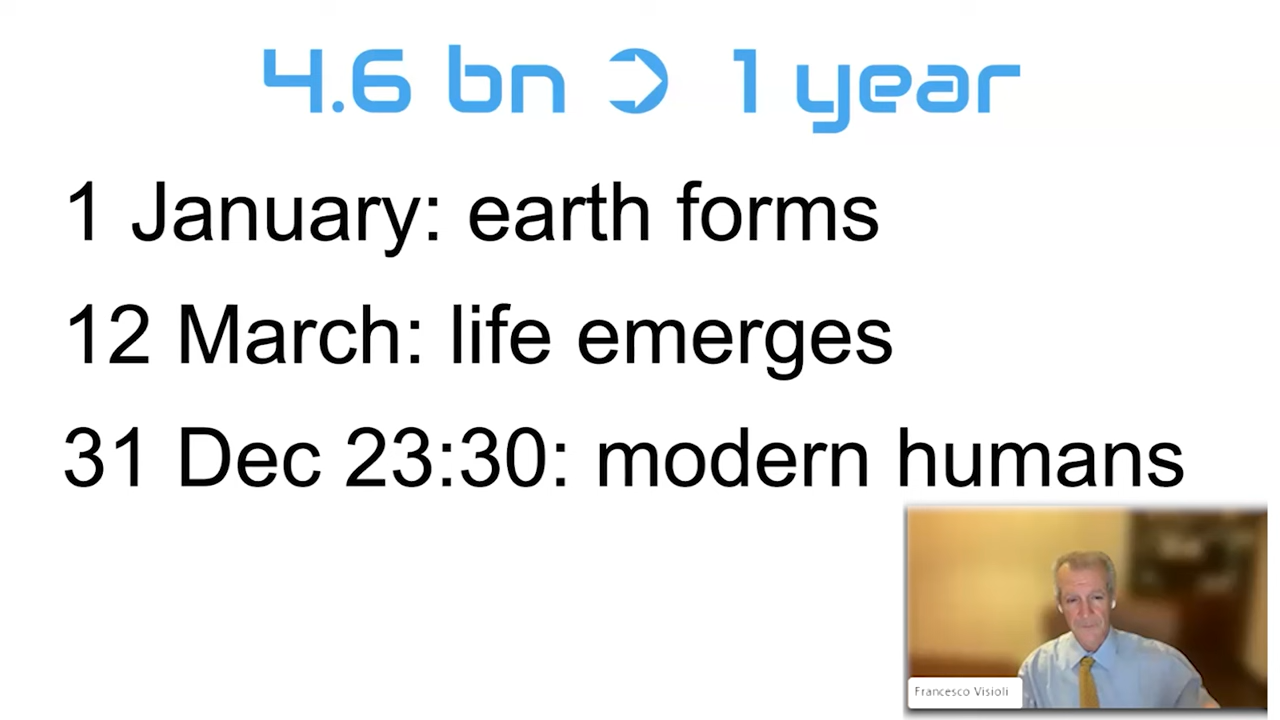 4.6 bn ➲ 1 year
1 January: earth forms
12 March: life emerges
31 Dec 23:30: modern humans
Francesco Visioli